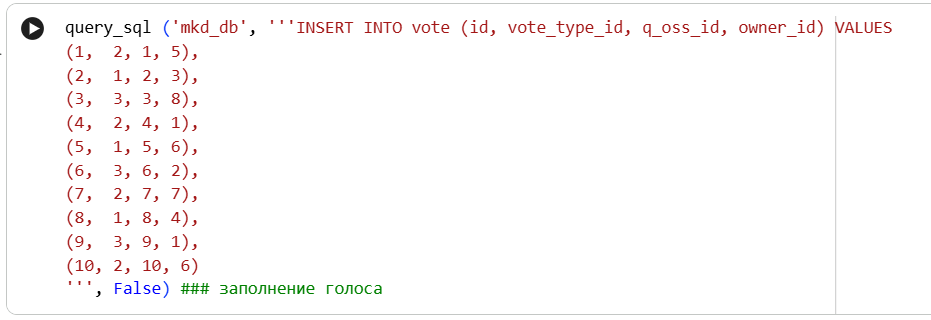 query_sql ('mkd_db', '''INSERT INTO vote (id, vote_type_id, q_oss_id, owner_id) VALUES
(1,  2, 1, 5),
(2,  1, 2, 3),
(3,  3, 3, 8),
(4,  2, 4, 1),
(5,  1, 5, 6),
(6,  3, 6, 2),
(7,  2, 7, 7),
(8,  1, 8, 4),
(9,  3, 9, 1),
(10, 2, 10, 6)
''', False) ### заполнение голоса